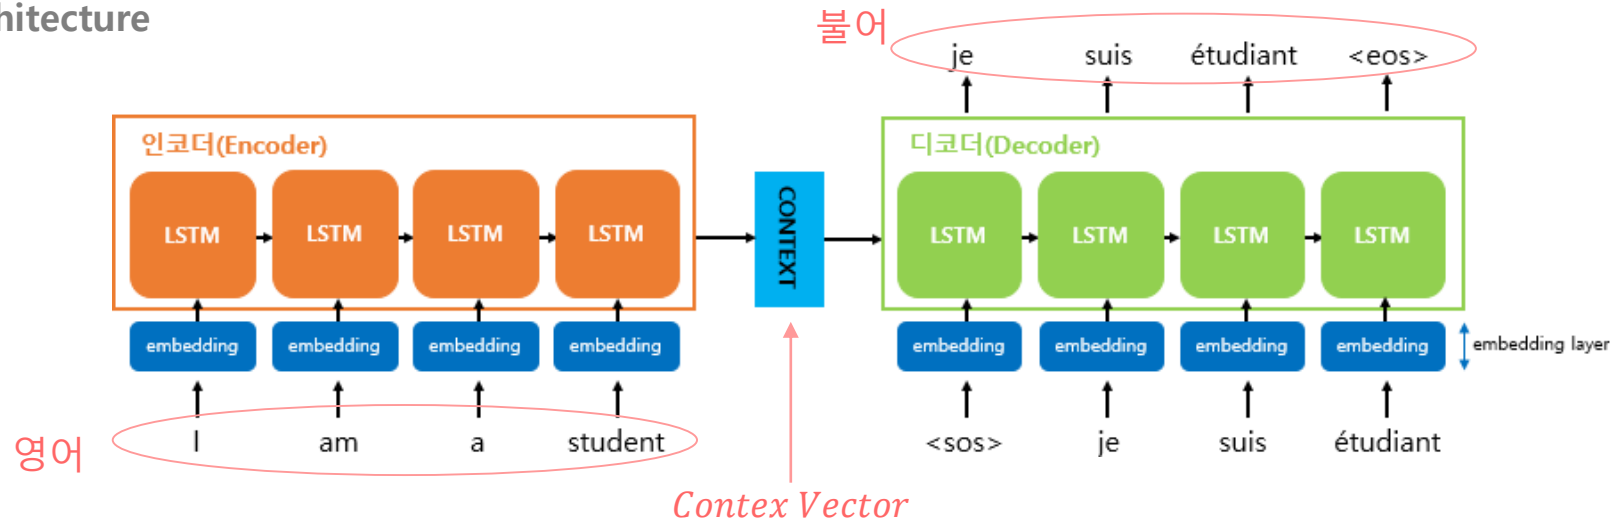 hitecture
불어
je suis étudiant <eos>
인코더(Encoder)
디코더(Decoder)
LSTM LSTM LSTM LSTM
CONTEXT
LSTM LSTM LSTM LSTM
embedding embedding embedding embedding
embedding embedding embedding embedding
embedding layer
영어
I am a student
<sos> je suis étudiant
Contex Vector